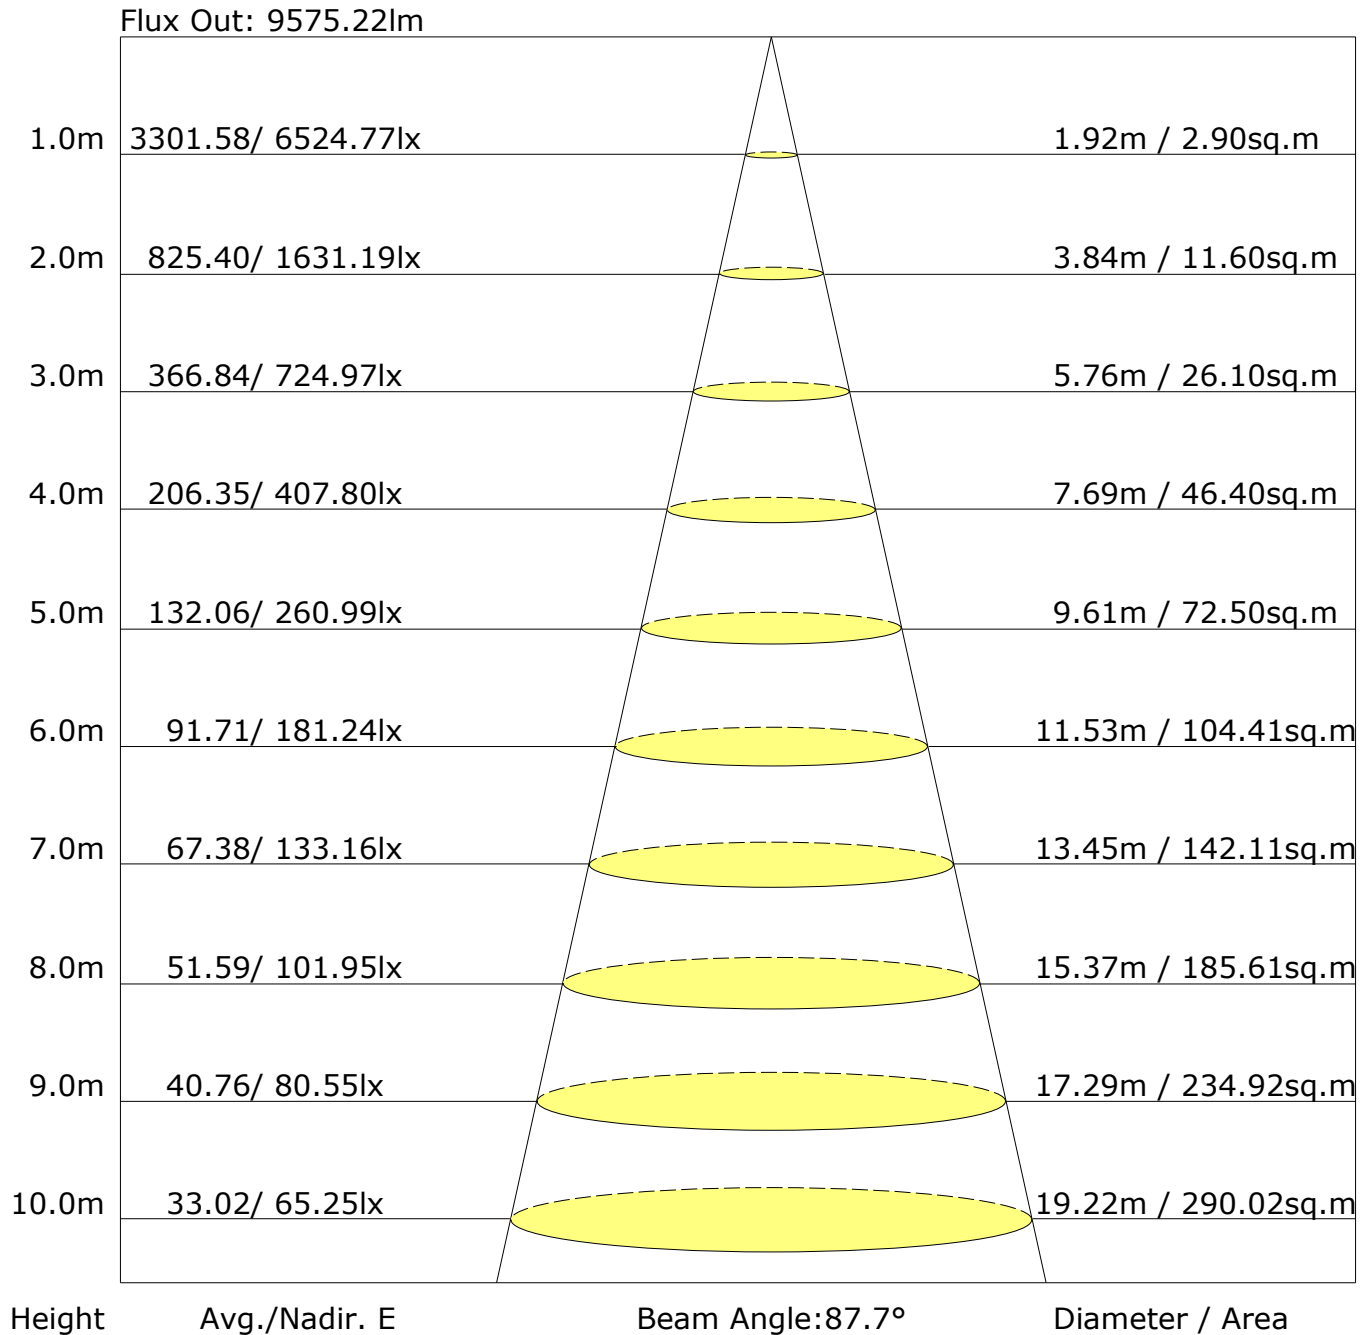 Flux Out: 9575.22lm
1.0m 3301.58/ 6524.77lx 1.92m / 2.90sq.m
2.0m 825.40/ 1631.19lx 3.84m / 11.60sq.m
3.0m 366.84/ 724.97lx 5.76m / 26.10sq.m
4.0m 206.35/ 407.80lx 7.69m / 46.40sq.m
5.0m 132.06/ 260.99lx 9.61m / 72.50sq.m
6.0m 91.71/ 181.24lx 11.53m / 104.41sq.m
7.0m 67.38/ 133.16lx 13.45m / 142.11sq.m
8.0m 51.59/ 101.95lx 15.37m / 185.61sq.m
9.0m 40.76/ 80.55lx 17.29m / 234.92sq.m
10.0m 33.02/ 65.25lx 19.22m / 290.02sq.m
Height Avg./Nadir. E Beam Angle:87.7° Diameter / Area